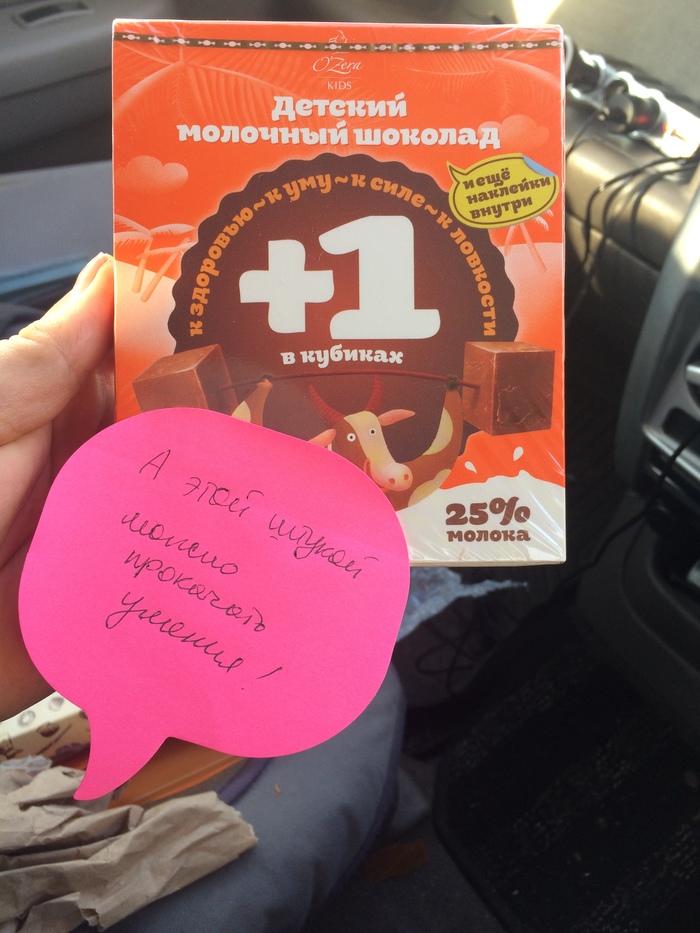 O'Zera
KIDS
Детский
молочный шоколад
к здоровью~к уму~к силе~к ловкости
и ещё
наклейки
внутри
+1
в кубиках
25%
молока
А этой штукой
можно
прокачать
умения!